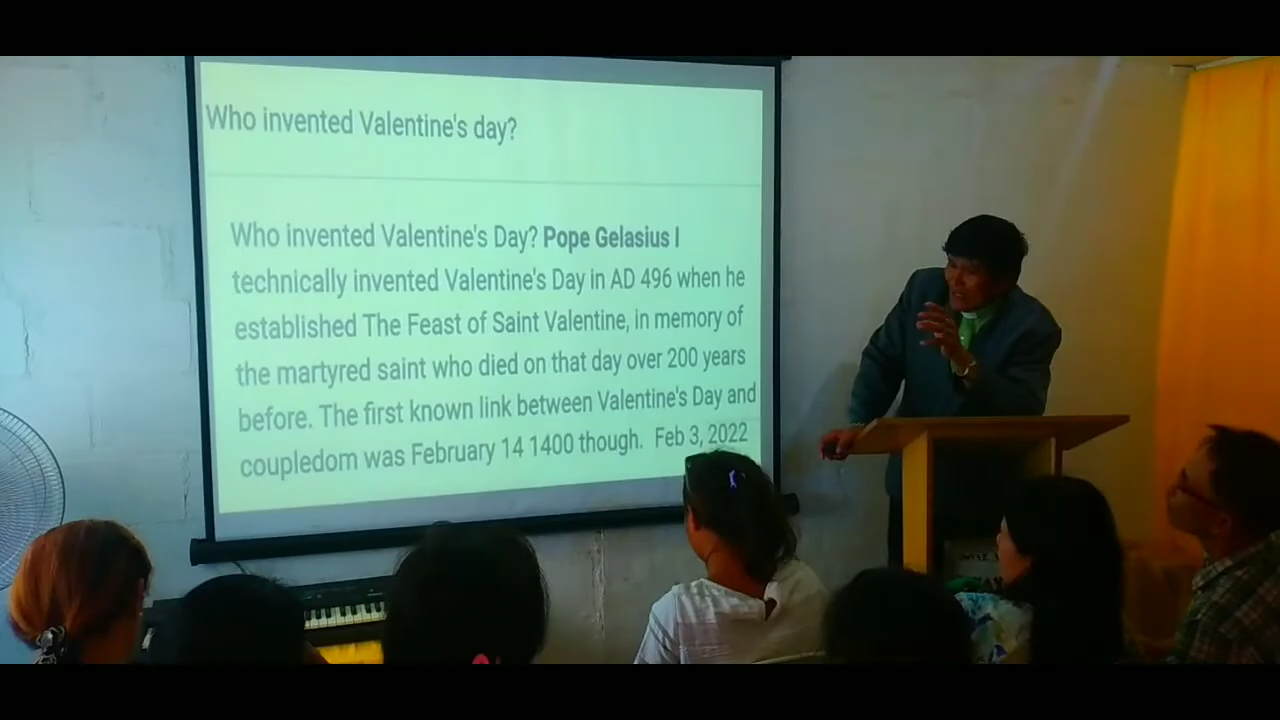 Who invented Valentine's day?
Who invented Valentine's Day? Pope Gelasius I
technically invented Valentine's Day in AD 496 when he
established The Feast of Saint Valentine, in memory of
the martyred saint who died on that day over 200 years
before. The first known link between Valentine's Day and
coupledom was February 14 1400 though. Feb 3, 2022